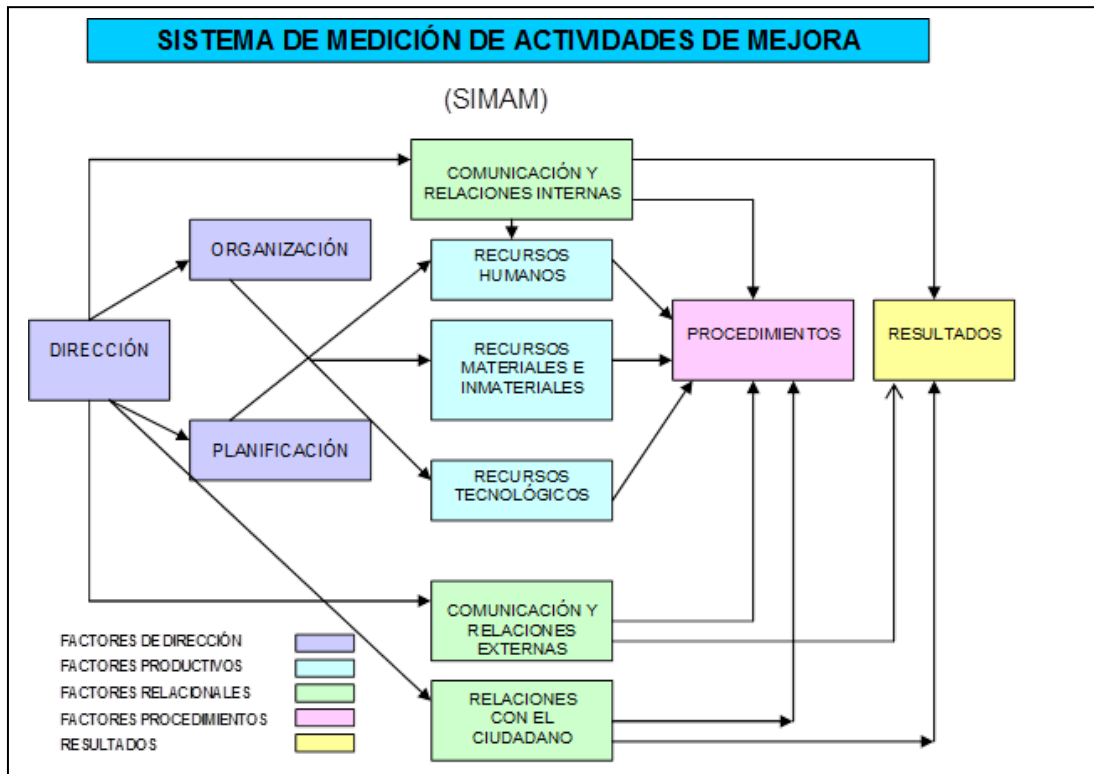 SISTEMA DE MEDICIÓN DE ACTIVIDADES DE MEJORA
(SIMAM)
COMUNICACIÓN Y
RELACIONES INTERNAS
ORGANIZACIÓN
RECURSOS
HUMANOS
DIRECCIÓN
RECURSOS
MATERIALES E
INMATERIALES
PROCEDIMIENTOS
RESULTADOS
PLANIFICACIÓN
RECURSOS
TECNOLÓGICOS
COMUNICACIÓN Y
RELACIONES
EXTERNAS
RELACIONES
CON EL
CIUDADANO
FACTORES DE DIRECCIÓN
FACTORES PRODUCTIVOS
FACTORES RELACIONALES
FACTORES PROCEDIMIENTOS
RESULTADOS